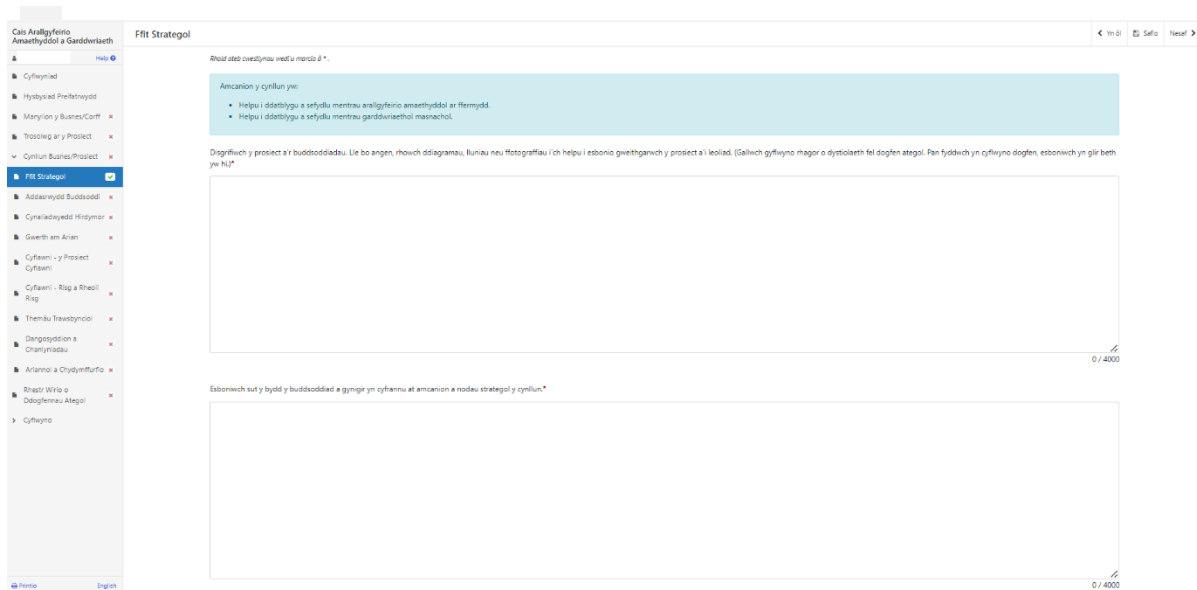 Cais Arallgyfeirio
Amaethyddol a Garddwriaeth
Ffit Strategol
Yn ôl
Safio
Nesaf
Help
Rhaid ateb cwestiynau wedi'u marcio â * .
Cyflwyniad
Hysbysiad Preifatrwydd
Manylion y Busnes/Corff
Trosolwg ar y Prosiect
Cynllun Busnes/Prosiect
Ffit Strategol
Addasrwydd Buddsoddi
Cynaliadwyedd Hirdymor
Gwerth am Arian
Cyflawni - y Prosiect
Cyflawni
Cyflawni - Risg a Rheoli
Risg
Themâu Trawsbynciol
Dangosyddion a
Chanlyniadau
Ariannol a Chydymffurfio
Rhestr Wirio o
Ddogfennau Ategol
Cyflwyno
Printio
English
Amcanion y cynllun yw:
Helpu i ddatblygu a sefydlu mentrau arallgyfeirio amaethyddol ar ffermydd.
Helpu i ddatblygu a sefydlu mentrau garddwriaethol masnachol.
Disgrifiwch y prosiect a'r buddsoddiadau. Lle bo angen, rhowch ddiagramau, lluniau neu ffotograffau i'ch helpu i esbonio gweithgarwch y prosiect a'i leoliad. (Gallwch gyflwyno rhagor o dystiolaeth fel dogfen ategol. Pan fyddwch yn cyflwyno dogfen, esboniwch yn glir beth
yw hi.)*
0 / 4000
Esboniwch sut y bydd y buddsoddiad a gynigir yn cyfrannu at amcanion a nodau strategol y cynllun.*
0 / 4000